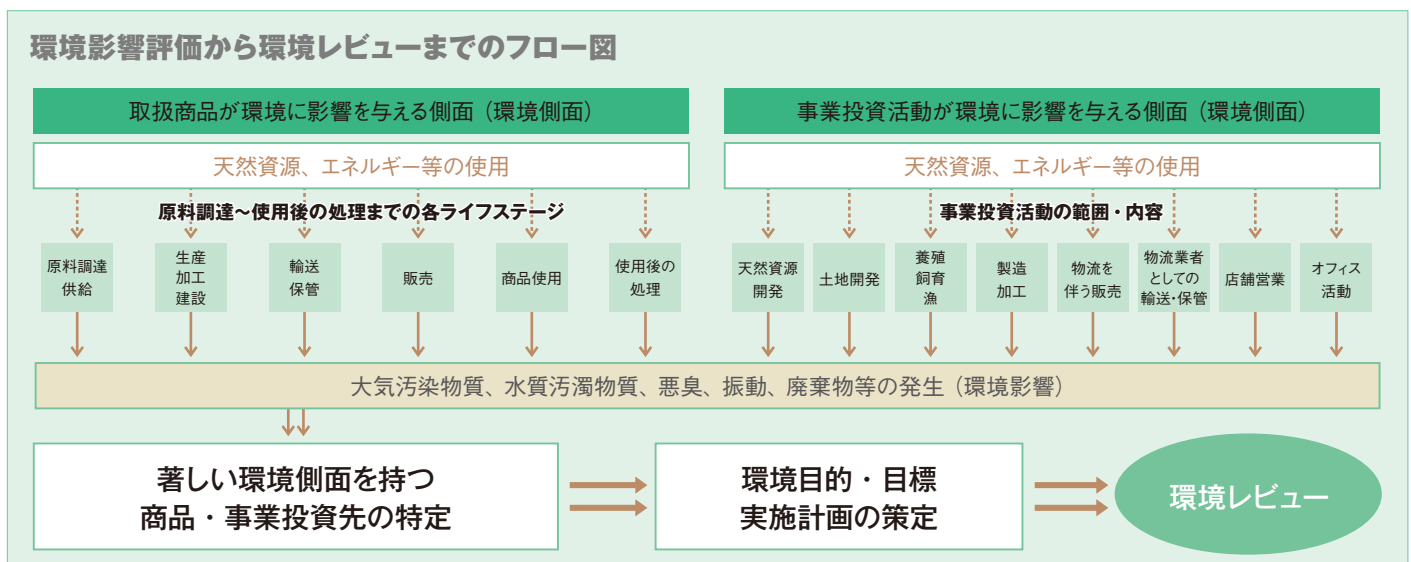 環境影響評価から環境レビューまでのフロー図
取扱商品が環境に影響を与える側面（環境側面）
天然資源、エネルギー等の使用
原料調達～使用後の処理までの各ライフステージ
原料調達
供給
生産
加工
建設
輸送
保管
販売
商品使用
使用後の
処理
事業投資活動が環境に影響を与える側面（環境側面）
天然資源、エネルギー等の使用
事業投資活動の範囲・内容
天然資源
開発
土地開発
養殖
飼育
漁
製造
加工
物流を
伴う販売
物流業者
としての
輸送・保管
店舗営業
オフィス
活動
大気汚染物質、水質汚濁物質、悪臭、振動、廃棄物等の発生（環境影響）
著しい環境側面を持つ
商品・事業投資先の特定
環境目的・目標
実施計画の策定
環境レビュー